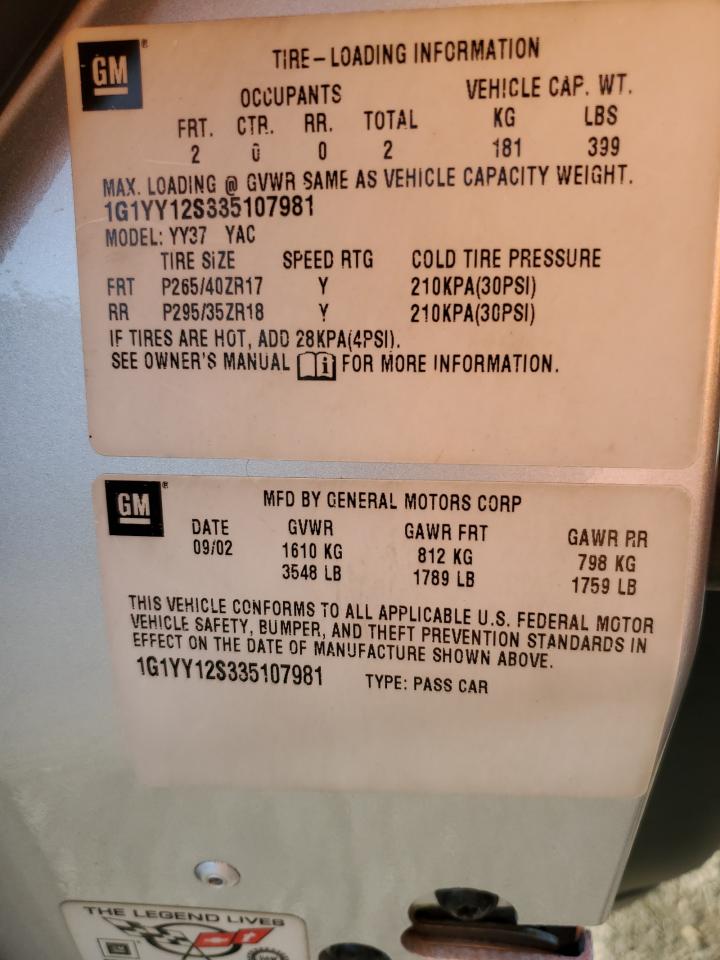 GM® TIRE-LOADING INFORMATION
OCCUPANTS VEHICLE CAP. WT.
FRT. CTR. RR. TOTAL KG LBS
2 0 0 2 181 399
MAX. LOADING @ GVWR SAME AS VEHICLE CAPACITY WEIGHT.
1G1YY12S335107981
MODEL: YY37 YAC
TIRE SIZE SPEED RTG COLD TIRE PRESSURE
FRT P265/40ZR17 Y 210KPA(30PSI)
RR P295/35ZR18 Y 210KPA(30PSI)
IF TIRES ARE HOT, ADD 28KPA(4PSI).
SEE OWNER'S MANUAL i FOR MORE INFORMATION.
GM® MFD BY GENERAL MOTORS CORP
DATE GVWR GAWR FRT GAWR RR
09/02 1610 KG 812 KG 798 KG
3548 LB 1789 LB 1759 LB
THIS VEHICLE CONFORMS TO ALL APPLICABLE U.S. FEDERAL MOTOR
VEHICLE SAFETY, BUMPER, AND THEFT PREVENTION STANDARDS IN
EFFECT ON THE DATE OF MANUFACTURE SHOWN ABOVE.
1G1YY12S335107981 TYPE: PASS CAR
THE LEGEND LIVES
GM